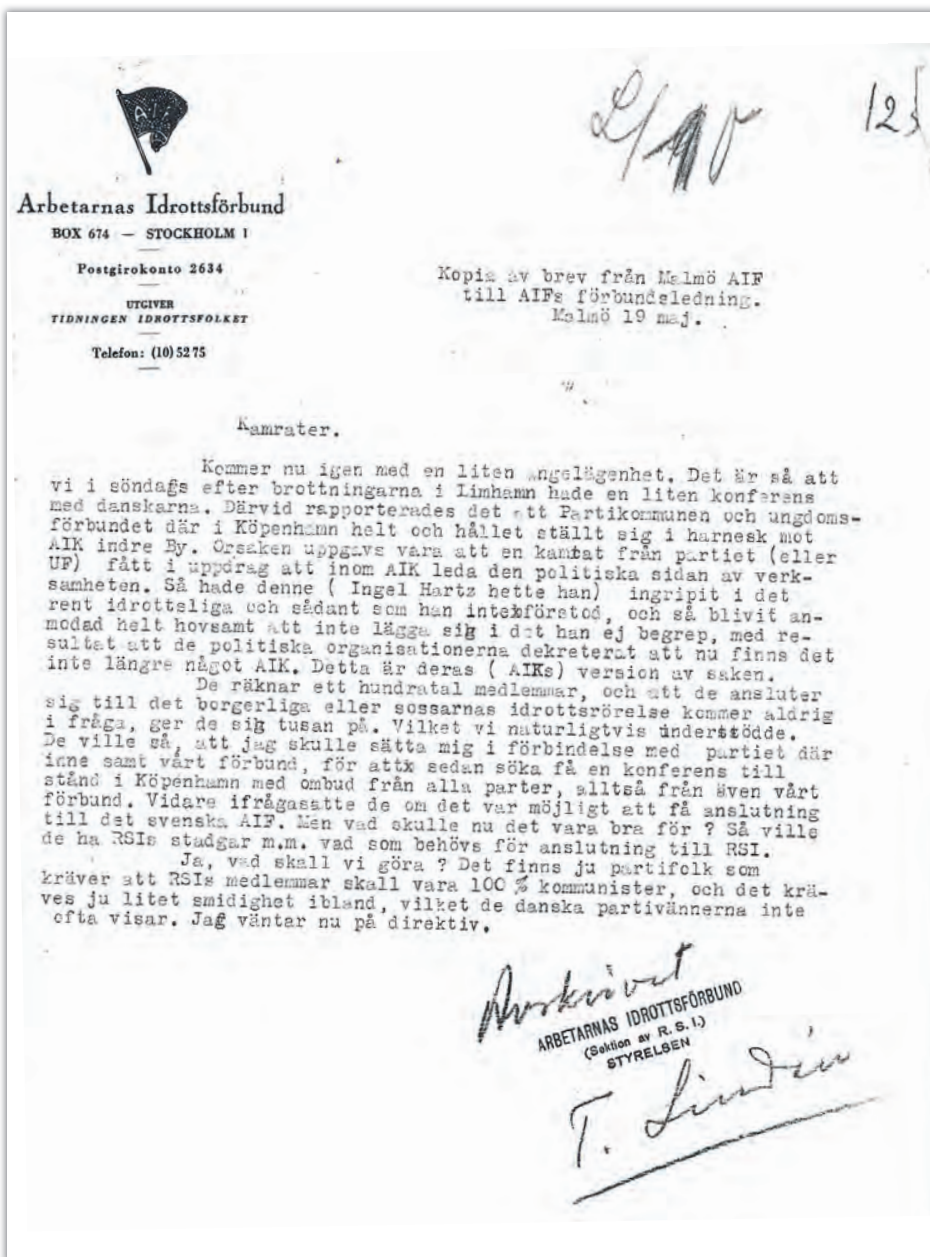 12
Arbetarnas Idrottsförbund
BOX 674 — STOCKHOLM 1
Postgirokonto 2634
UTGIVER
TIDNINGEN IDROTTSFOLKET
Telefon: (10) 52 75
Kopia av brev från Malmö AIF
till AIFs förbundsledning.
Malmö 19 maj.
Kamrater.
Kommer nu igen med en liten angelägenhet. Det är så att
vi i söndags efter brottningarna i Limhamn hade en liten konferens
med danskarna. Därvid rapporterades det att Partikommunen och ungdoms-
förbundet där i Köpenhamn helt och hållet ställt sig i harnesk mot
AIK indre By. Orsaken uppgavs vara att en kamrat från partiet (eller
UF) fått i uppdrag att inom AIK leda den politiska sidan av verk-
samheten. Så hade denne ( Ingel Hartz hette han) ingripit i det
rent idrottsliga och sådant som han inte förstod, och så blivit an-
modad helt hovsamt att inte lägga sig i det han ej begrep, med re-
sultat att de politiska organisationerna dekreterat att nu finns det
inte längre något AIK. Detta är deras ( AIKs) version av saken.
De räknar ett hundratal medlemmar, och att de ansluter
sig till det borgerliga eller sossarnas idrottsrörelse kommer aldrig
i fråga, ger de sig tusan på. Vilket vi naturligtvis understödde.
De ville så, att jag skulle sätta mig i förbindelse med partiet där
inne samt vårt förbund, för attx sedan söka få en konferens till
stånd i Köpenhamn med ombud från alla parter, alltså från även vårt
förbund. Vidare ifrågasatte de om det var möjligt att få anslutning
till det svenska AIF. Men vad skulle nu det vara bra för ? Så ville
de ha RSIs stadgar m.m. vad som behövs för anslutning till RSI.
Ja, vad skall vi göra ? Det finns ju partifolk som
kräver att RSIs medlemmar skall vara 100 % kommunister, och det krä-
ves ju litet smidighet ibland, vilket de danska partivännerna inte
ofta visar. Jag väntar nu på direktiv.
Avskrivet
ARBETARNAS IDROTTSFÖRBUND
(Sektion av R. S. I.)
STYRELSEN
T. Lindén